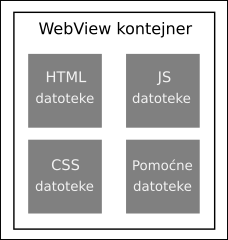 WebView kontejner
HTML
datoteke
JS
datoteke
CSS
datoteke
Pomoćne
datoteke